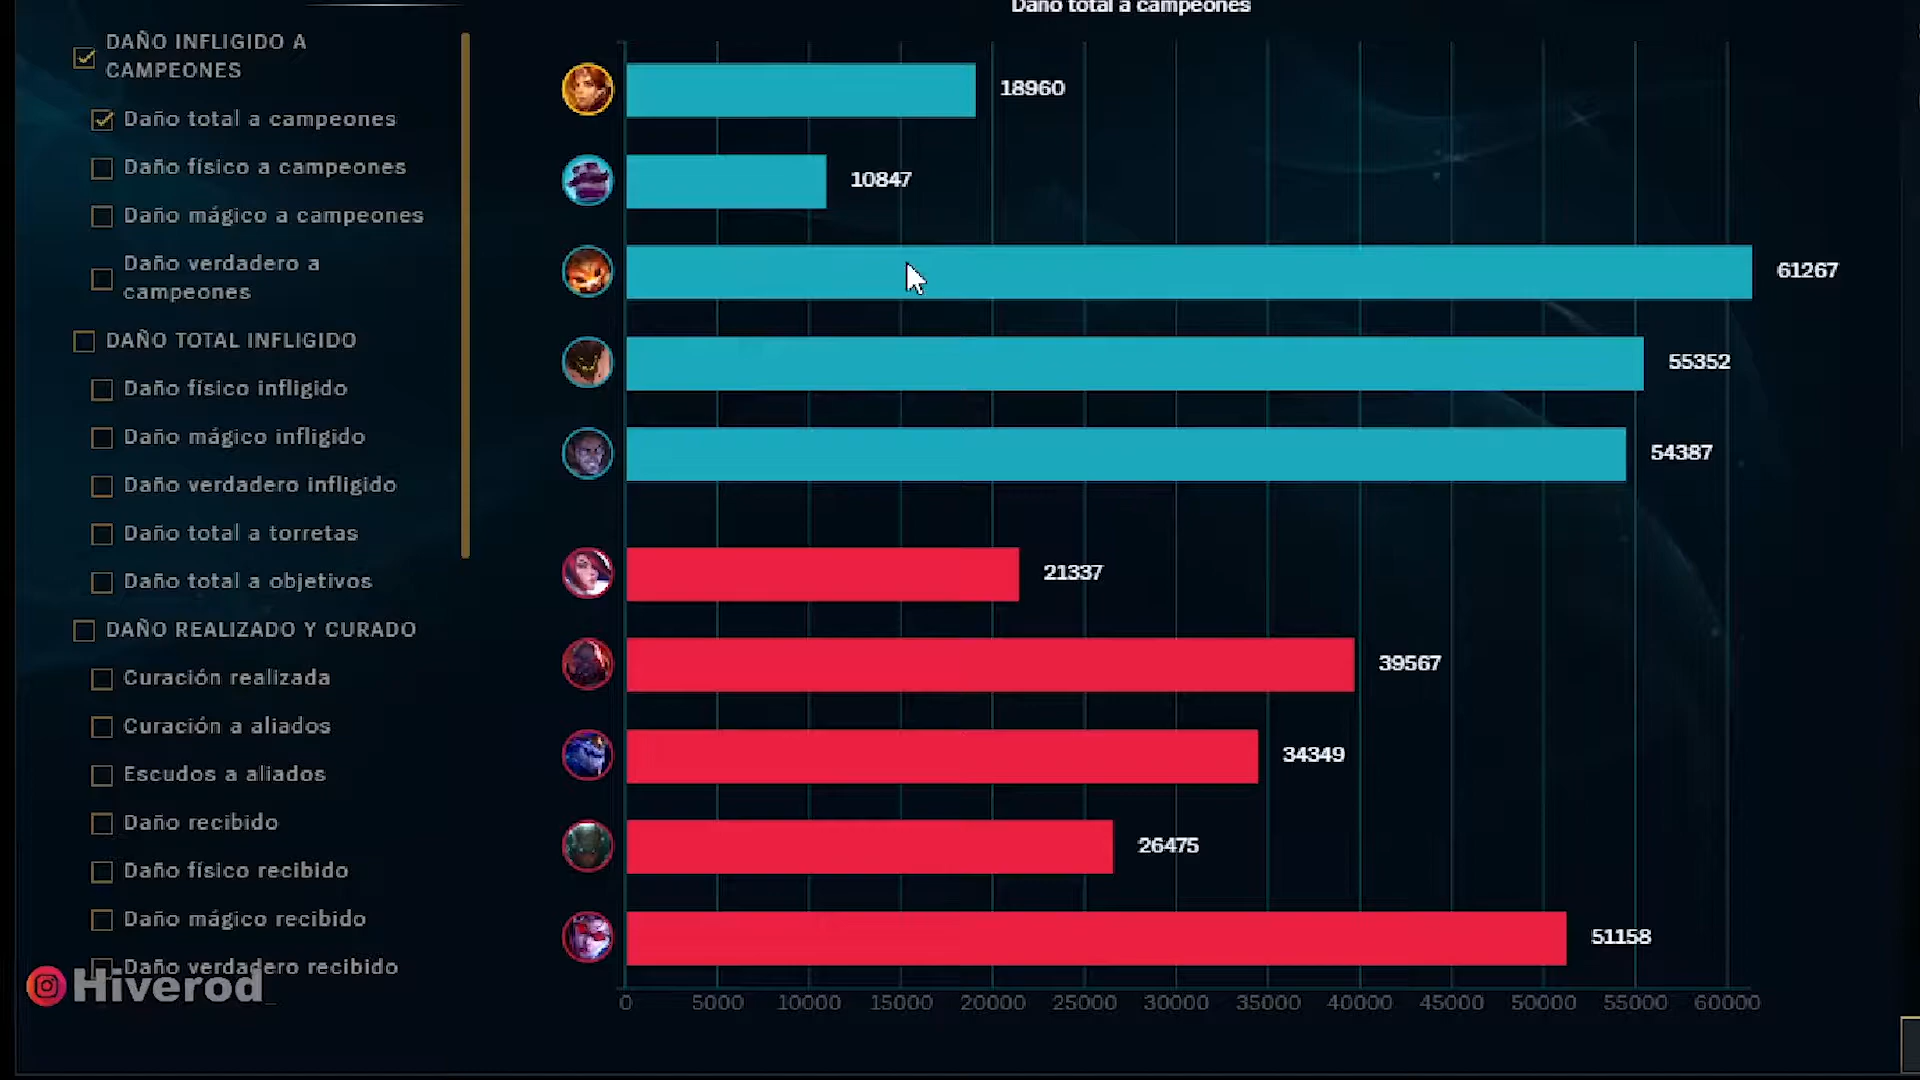 Daño total a campeones
DAÑO INFLIGIDO A
CAMPEONES
Daño total a campeones
Daño físico a campeones
Daño mágico a campeones
Daño verdadero a
campeones
DAÑO TOTAL INFLIGIDO
Daño físico infligido
Daño mágico infligido
Daño verdadero infligido
Daño total a torretas
Daño total a objetivos
DAÑO REALIZADO Y CURADO
Curación realizada
Curación a aliados
Escudos a aliados
Daño recibido
Daño físico recibido
Daño mágico recibido
Daño verdadero recibido
Hiverod_
18960
10847
61267
55352
54387
21337
39567
34349
26475
51158
0 5000 10000 15000 20000 25000 30000 35000 40000 45000 50000 55000 60000